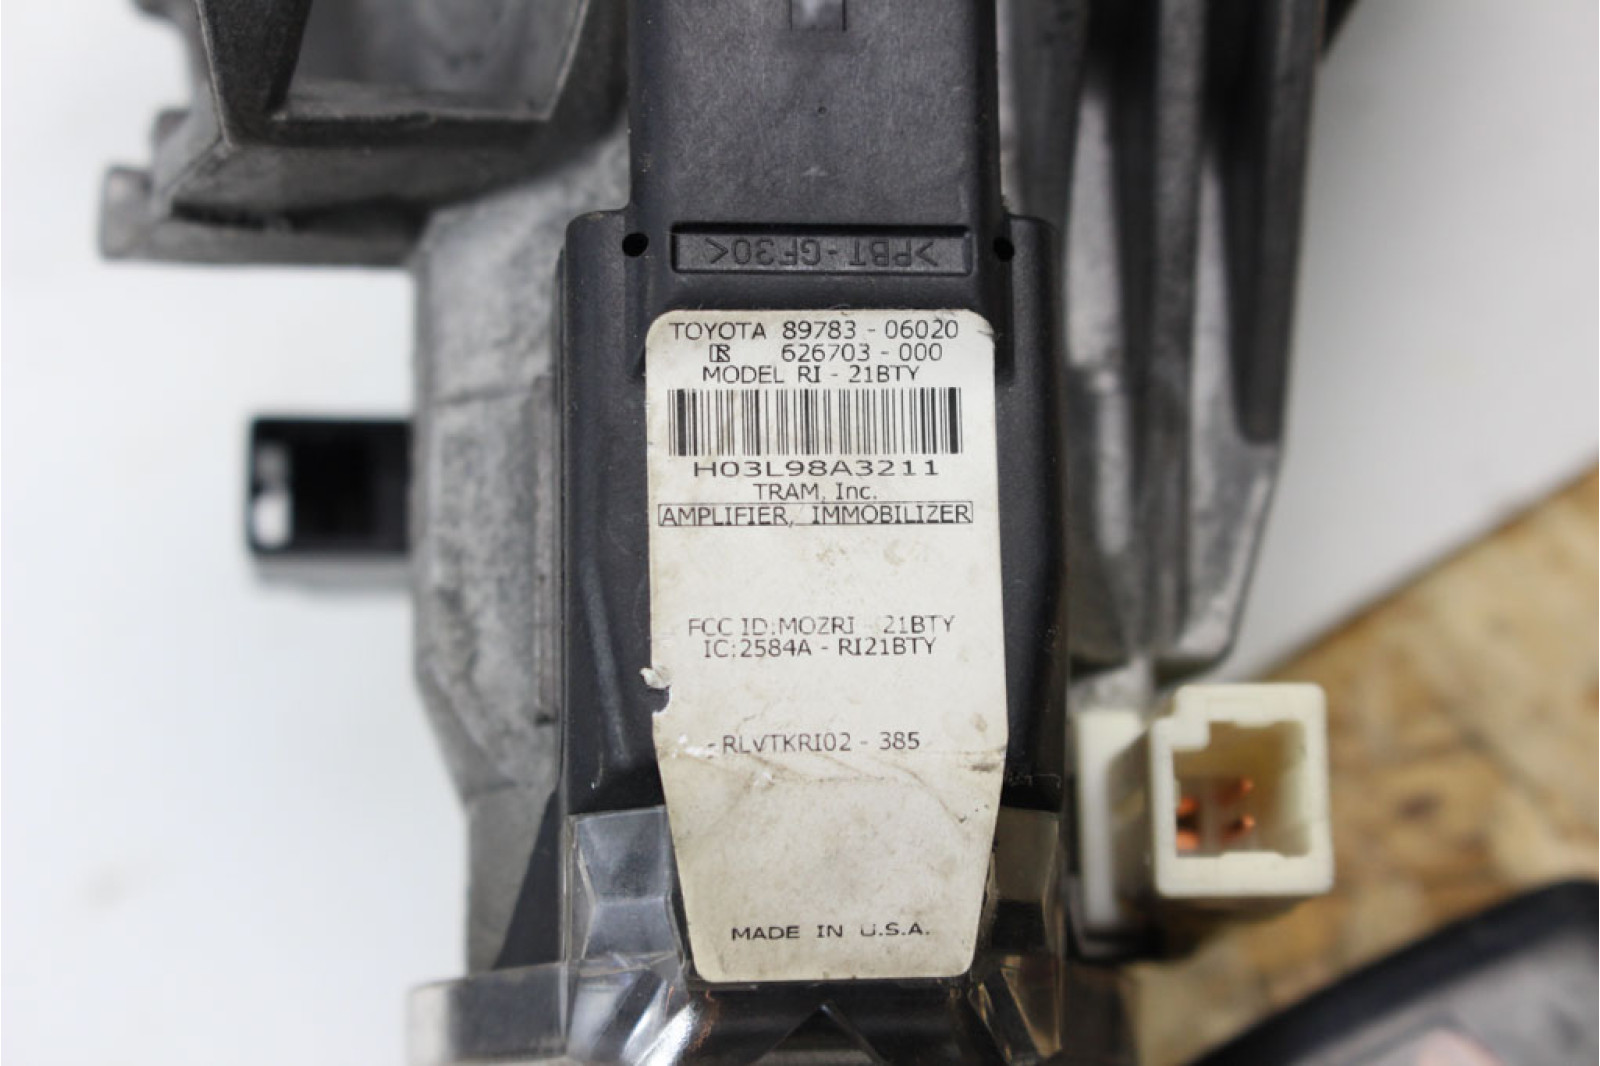 >PBT-GF30<
TOYOTA 89783 - 06020
R 626703 - 000
MODEL RI - 21BTY
H03L98A3211
TRAM, Inc.
AMPLIFIER, IMMOBILIZER
FCC ID:MOZRI - 21BTY
IC:2584A - RI21BTY
RLVTKRI02 - 385
MADE IN U.S.A.